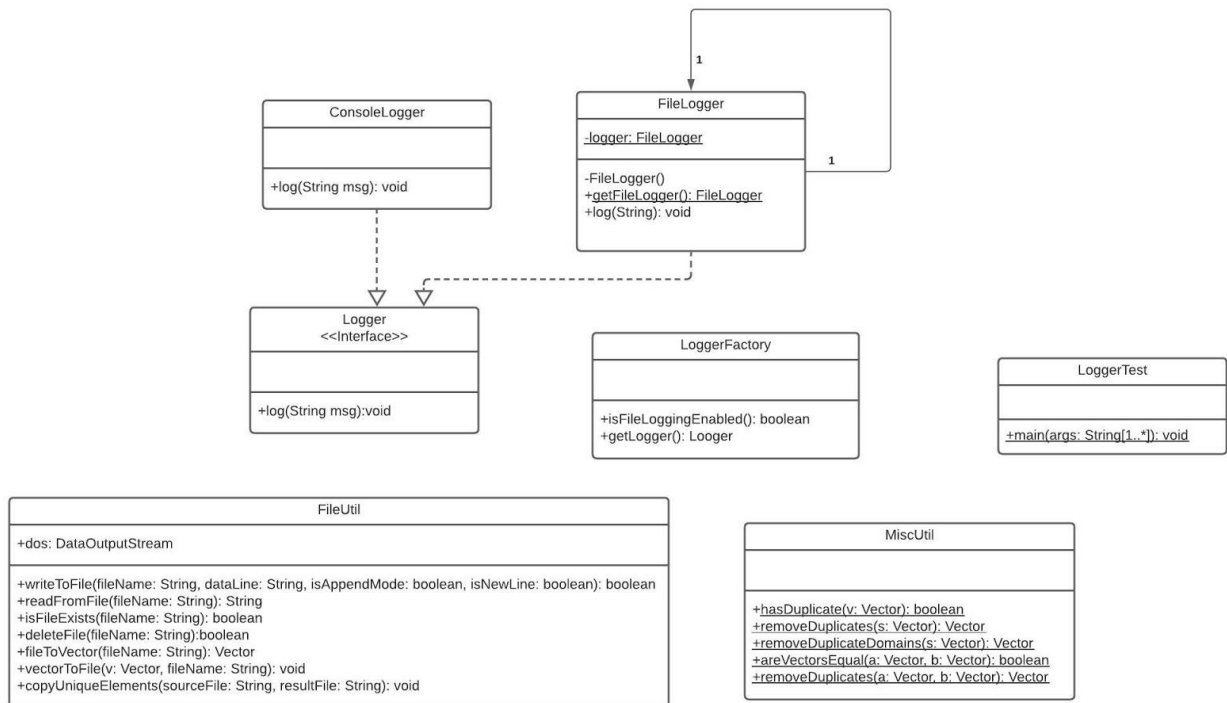 1
FileLogger
-logger: FileLogger
1
-FileLogger()
+getFileLogger(): FileLogger
+log(String): void
ConsoleLogger
+log(String msg): void
Logger
<<Interface>>
+log(String msg):void
LoggerFactory
+isFileLoggingEnabled(): boolean
+getLogger(): Looger
LoggerTest
+main(args: String[1..*]): void
FileUtil
+dos: DataOutputStream
+writeToFile(fileName: String, dataLine: String, isAppendMode: boolean, isNewLine: boolean): boolean
+readFromFile(fileName: String): String
+isFileExists(fileName: String): boolean
+deleteFile(fileName: String):boolean
+fileToVector(fileName: String): Vector
+vectorToFile(v: Vector, fileName: String): void
+copyUniqueElements(sourceFile: String, resultFile: String): void
MiscUtil
+hasDuplicate(v: Vector): boolean
+removeDuplicates(s: Vector): Vector
+removeDuplicateDomains(s: Vector): Vector
+areVectorsEqual(a: Vector, b: Vector): boolean
+removeDuplicates(a: Vector, b: Vector): Vector